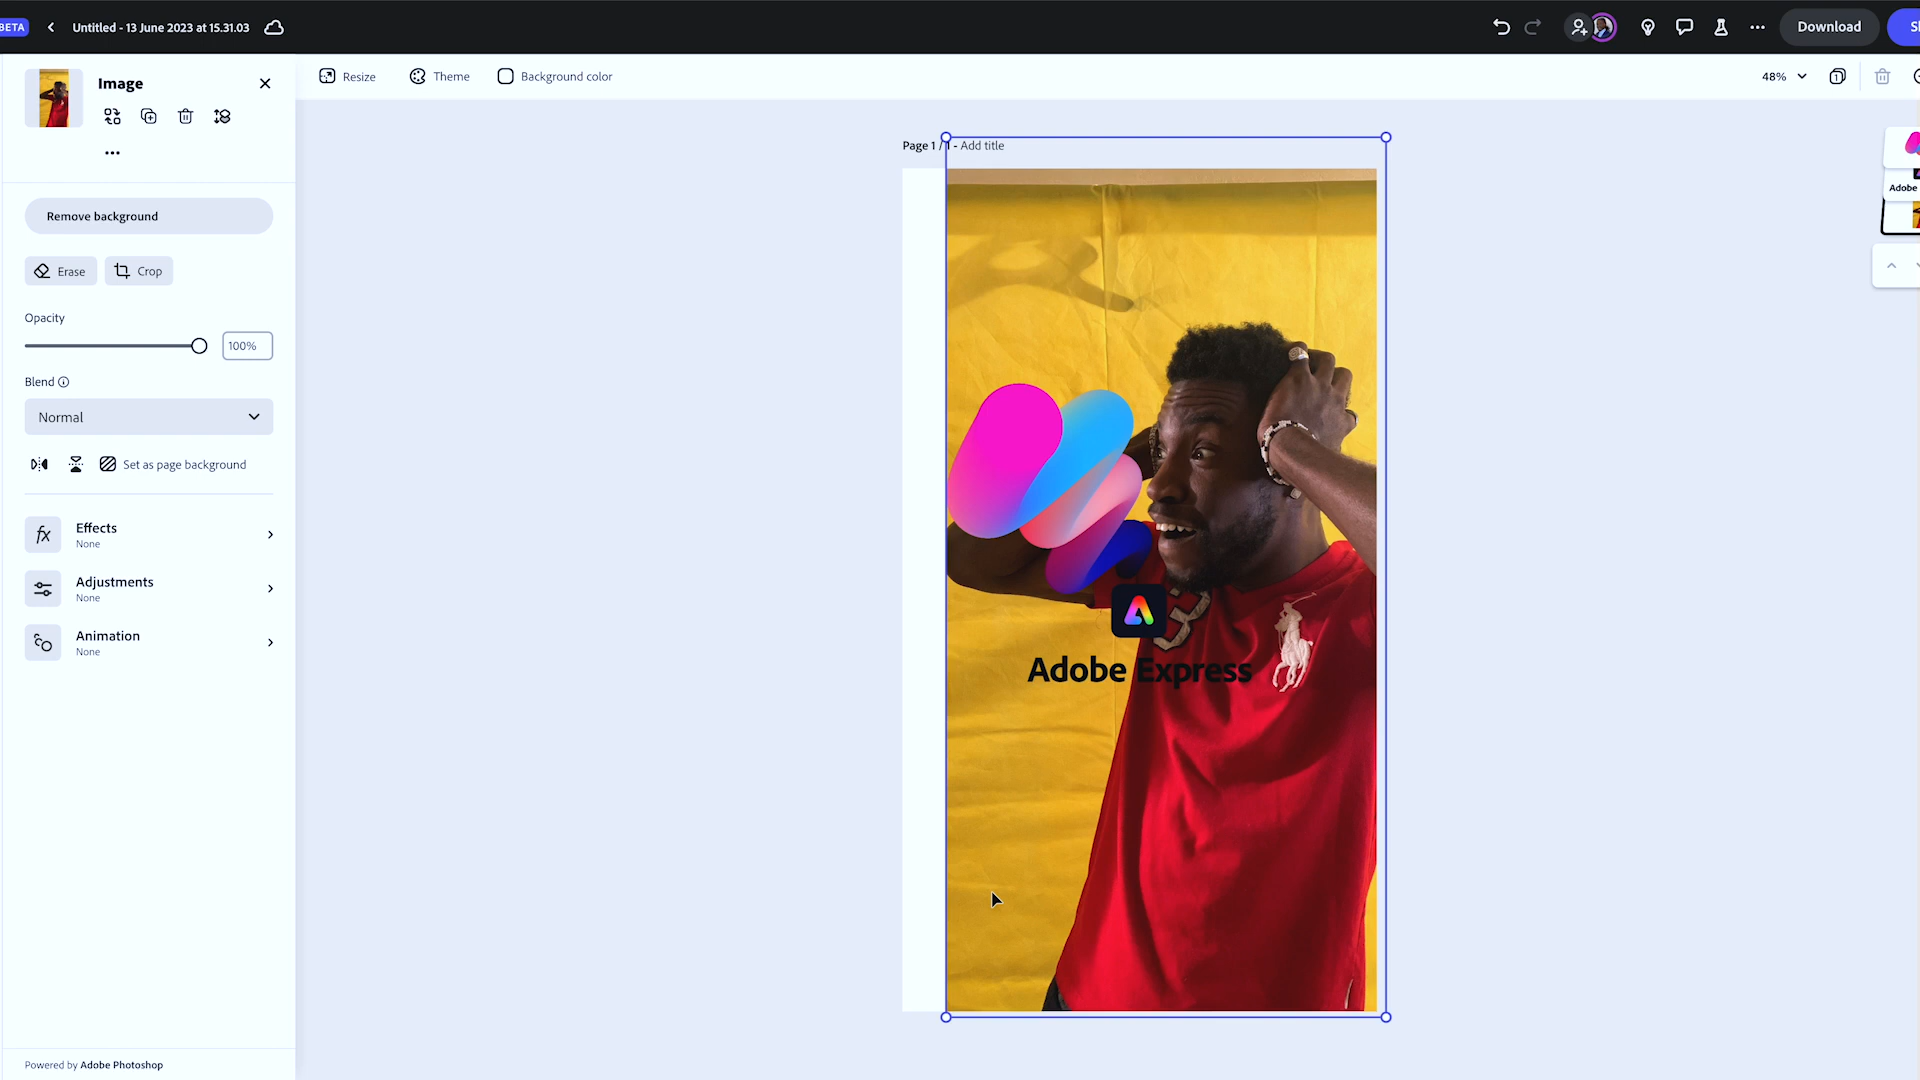 BETA
Untitled - 13 June 2023 at 15.31.03
Download
Image
Resize
Theme
Background color
48%
Page 1 / 1 - Add title
Remove background
Erase
Crop
Opacity
100%
Blend
Normal
Set as page background
Effects
None
Adjustments
None
Animation
None
Adobe Express
Adobe
Powered by Adobe Photoshop